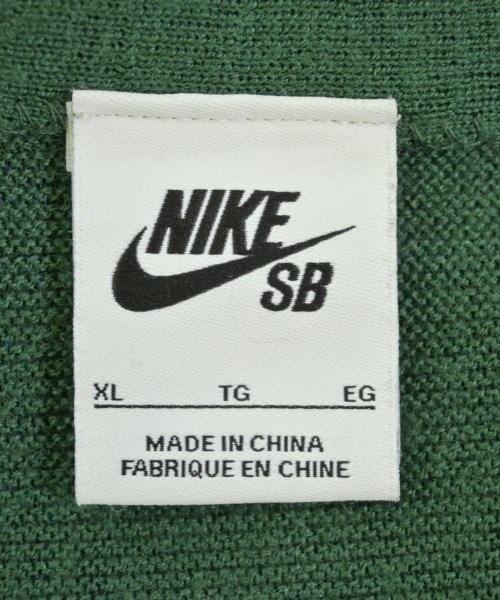 NIKE
SB
XL TG EG
MADE IN CHINA
FABRIQUE EN CHINE